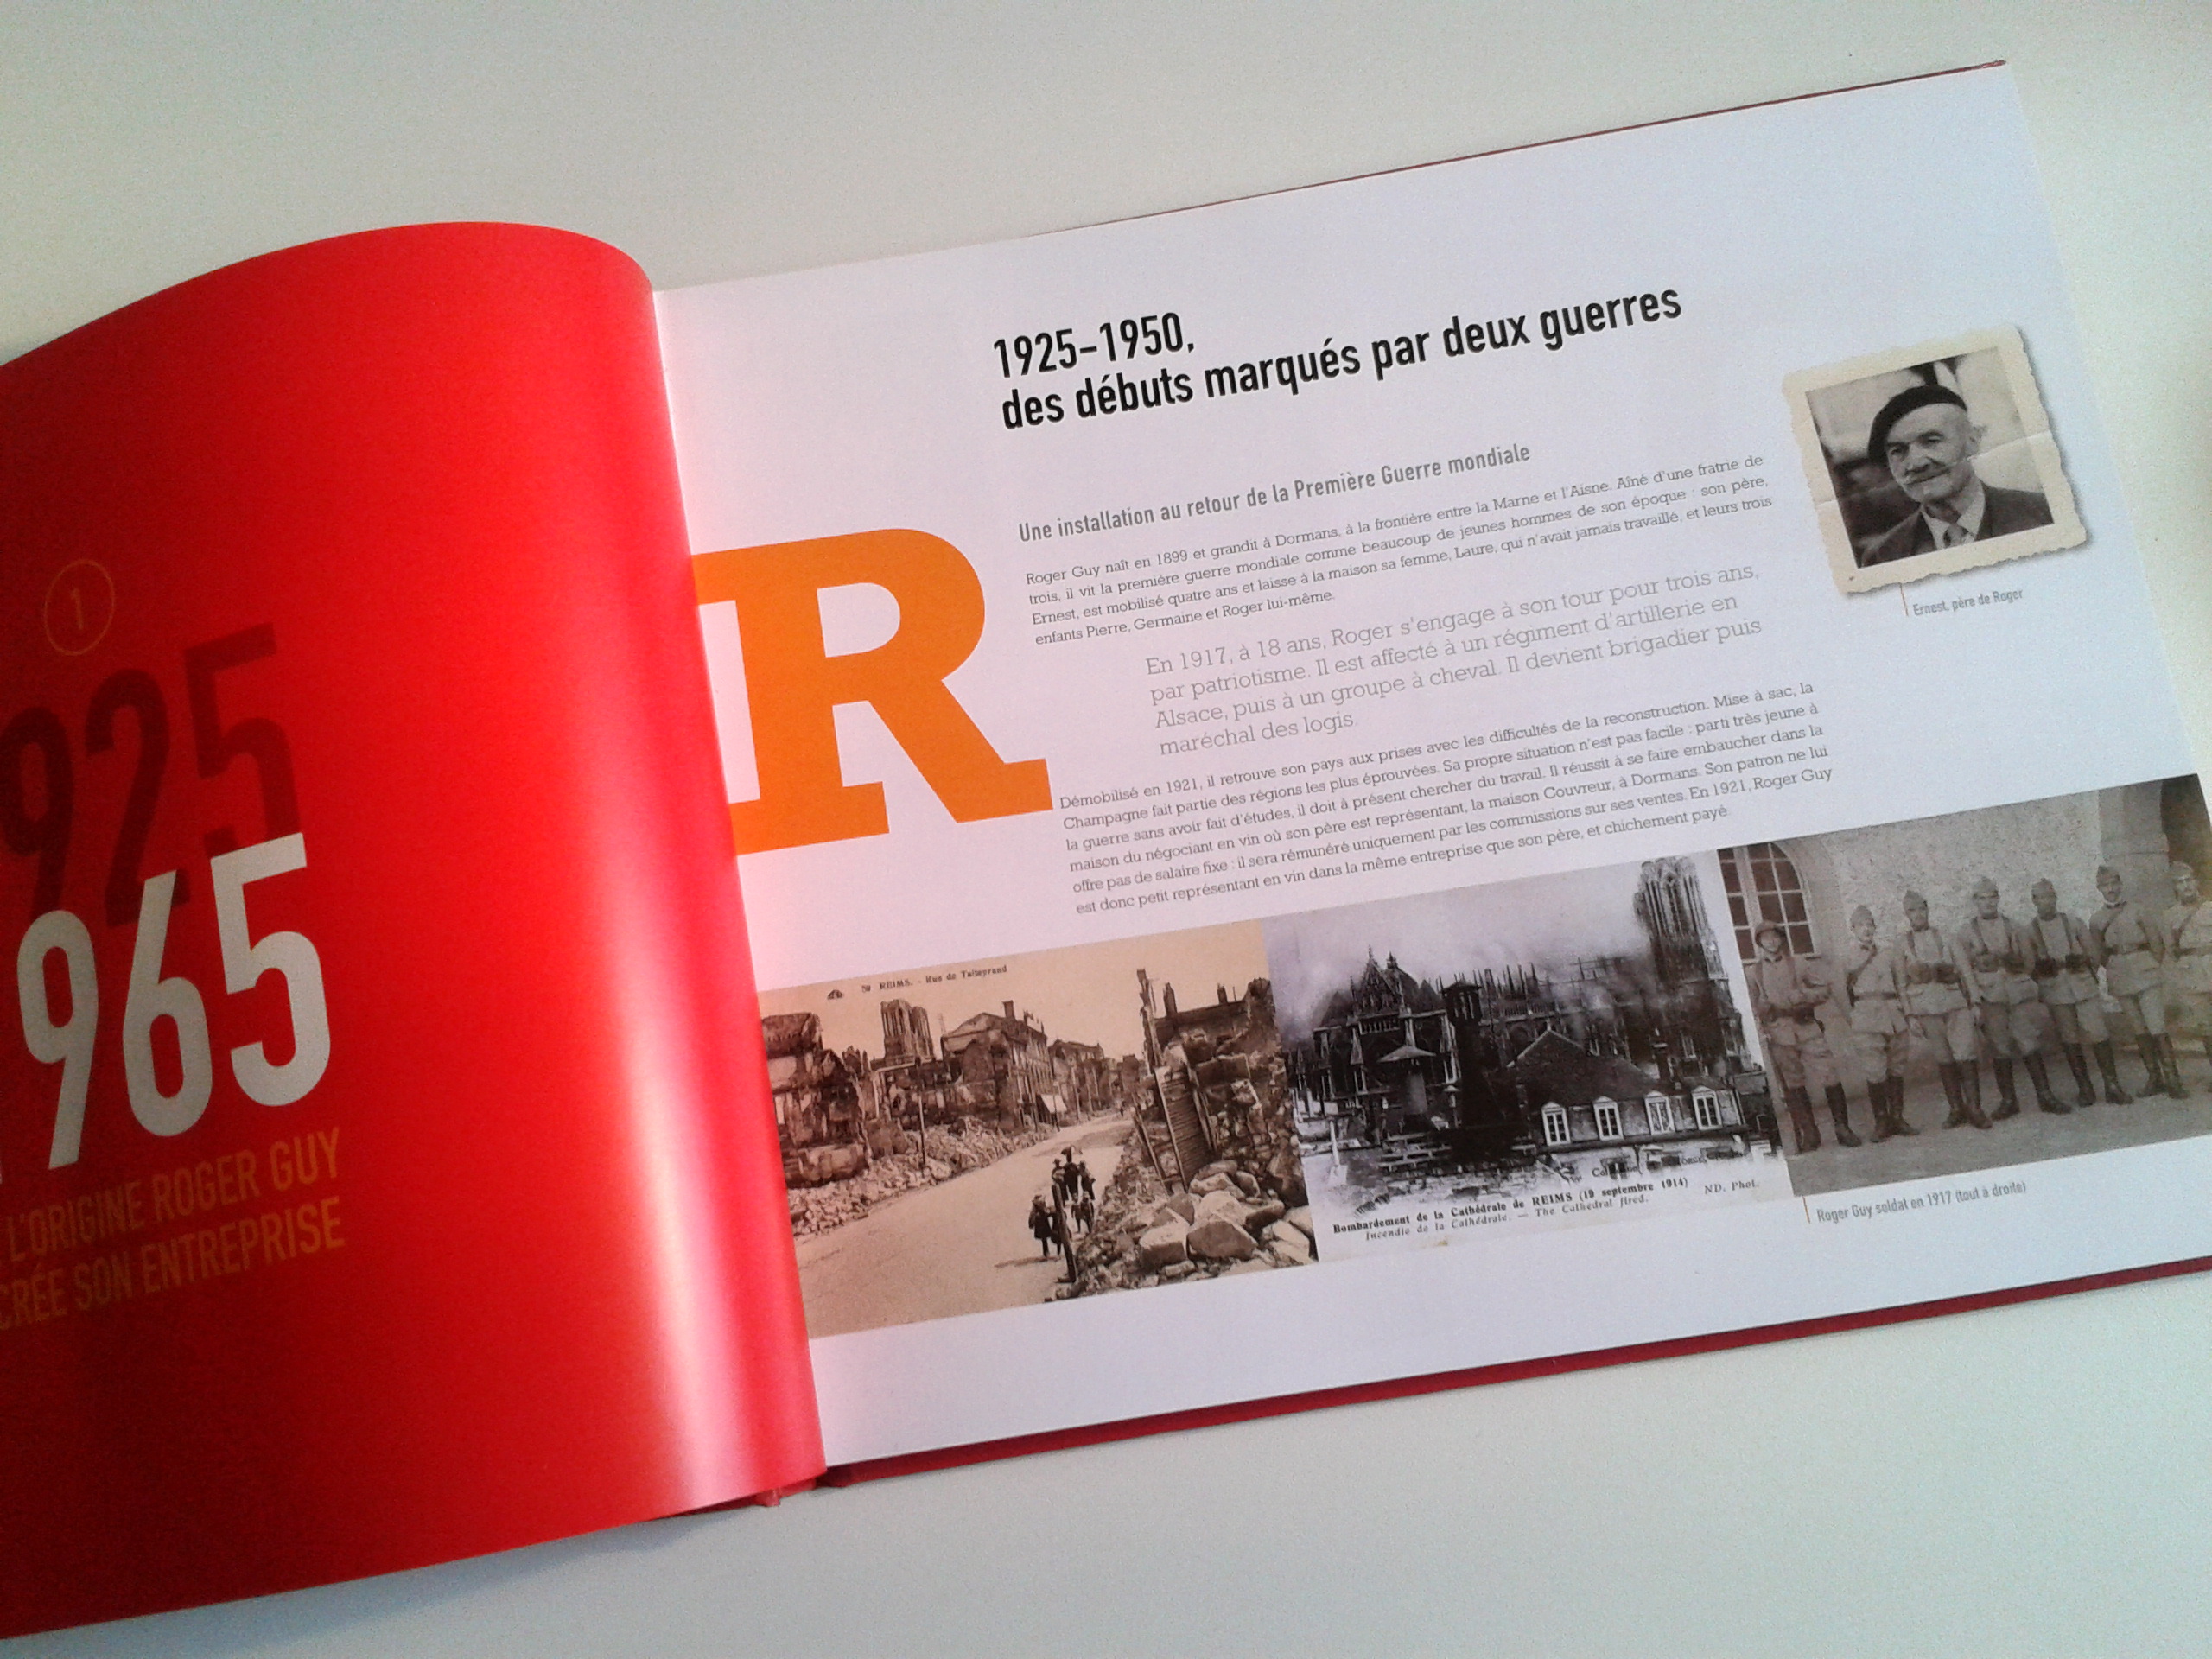 1
1925
1965
L'ORIGINE ROGER GUY
CRÉE SON ENTREPRISE
1925-1950,
des débuts marqués par deux guerres
Une installation au retour de la Première Guerre mondiale
R
Roger Guy naît en 1899 et grandit à Dormans, à la frontière entre la Marne et l'Aisne. Aîné d'une fratrie de
trois, il vit la première guerre mondiale comme beaucoup de jeunes hommes de son époque : son père,
Ernest, est mobilisé quatre ans et laisse à la maison sa femme, Laure, qui n'avait jamais travaillé, et leurs trois
enfants Pierre, Germaine et Roger lui-même.
En 1917, à 18 ans, Roger s'engage à son tour pour trois ans,
par patriotisme. Il est affecté à un régiment d'artillerie en
Alsace, puis à un groupe à cheval. Il devient brigadier puis
maréchal des logis.
Démobilisé en 1921, il retrouve son pays aux prises avec les difficultés de la reconstruction. Mise à sac, la
Champagne fait partie des régions les plus éprouvées. Sa propre situation n'est pas facile : parti très jeune à
la guerre sans avoir fait d'études, il doit à présent chercher du travail. Il réussit à se faire embaucher dans la
maison du négociant en vin où son père est représentant, la maison Couvreur, à Dormans. Son patron ne lui
offre pas de salaire fixe : il sera rémunéré uniquement par les commissions sur ses ventes. En 1921, Roger Guy
est donc petit représentant en vin dans la même entreprise que son père, et chichement payé.
Ernest, père de Roger
REIMS. - Rue de Talleyrand
Bombardement de la Cathédrale de REIMS (19 septembre 1914)
Incendie de la Cathédrale. — The Cathedral fired.
ND. Phot.
Roger Guy soldat en 1917 (tout à droite)